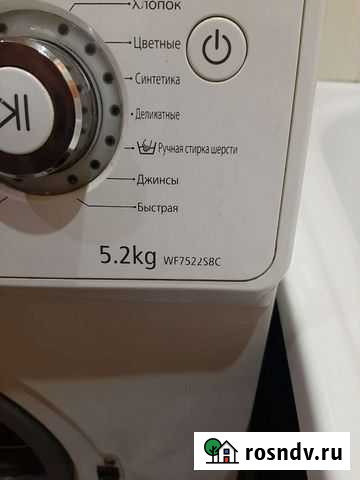 Хлопок
Цветные
Синтетика
Деликатные
Ручная стирка шерсти
Джинсы
Быстрая
5.2kg WF7522S8C
rosndv.ru